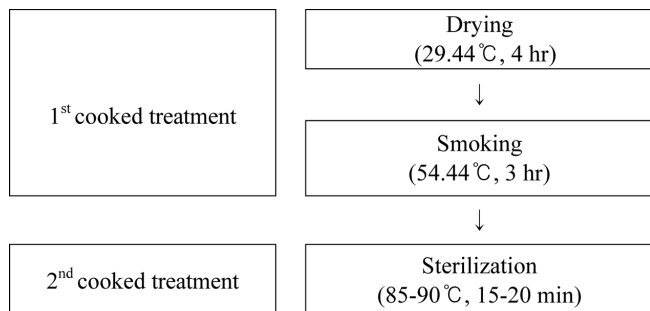 Drying
(29.44℃, 4 hr)
↓
1st cooked treatment
Smoking
(54.44℃, 3 hr)
↓
2nd cooked treatment
Sterilization
(85-90℃, 15-20 min)